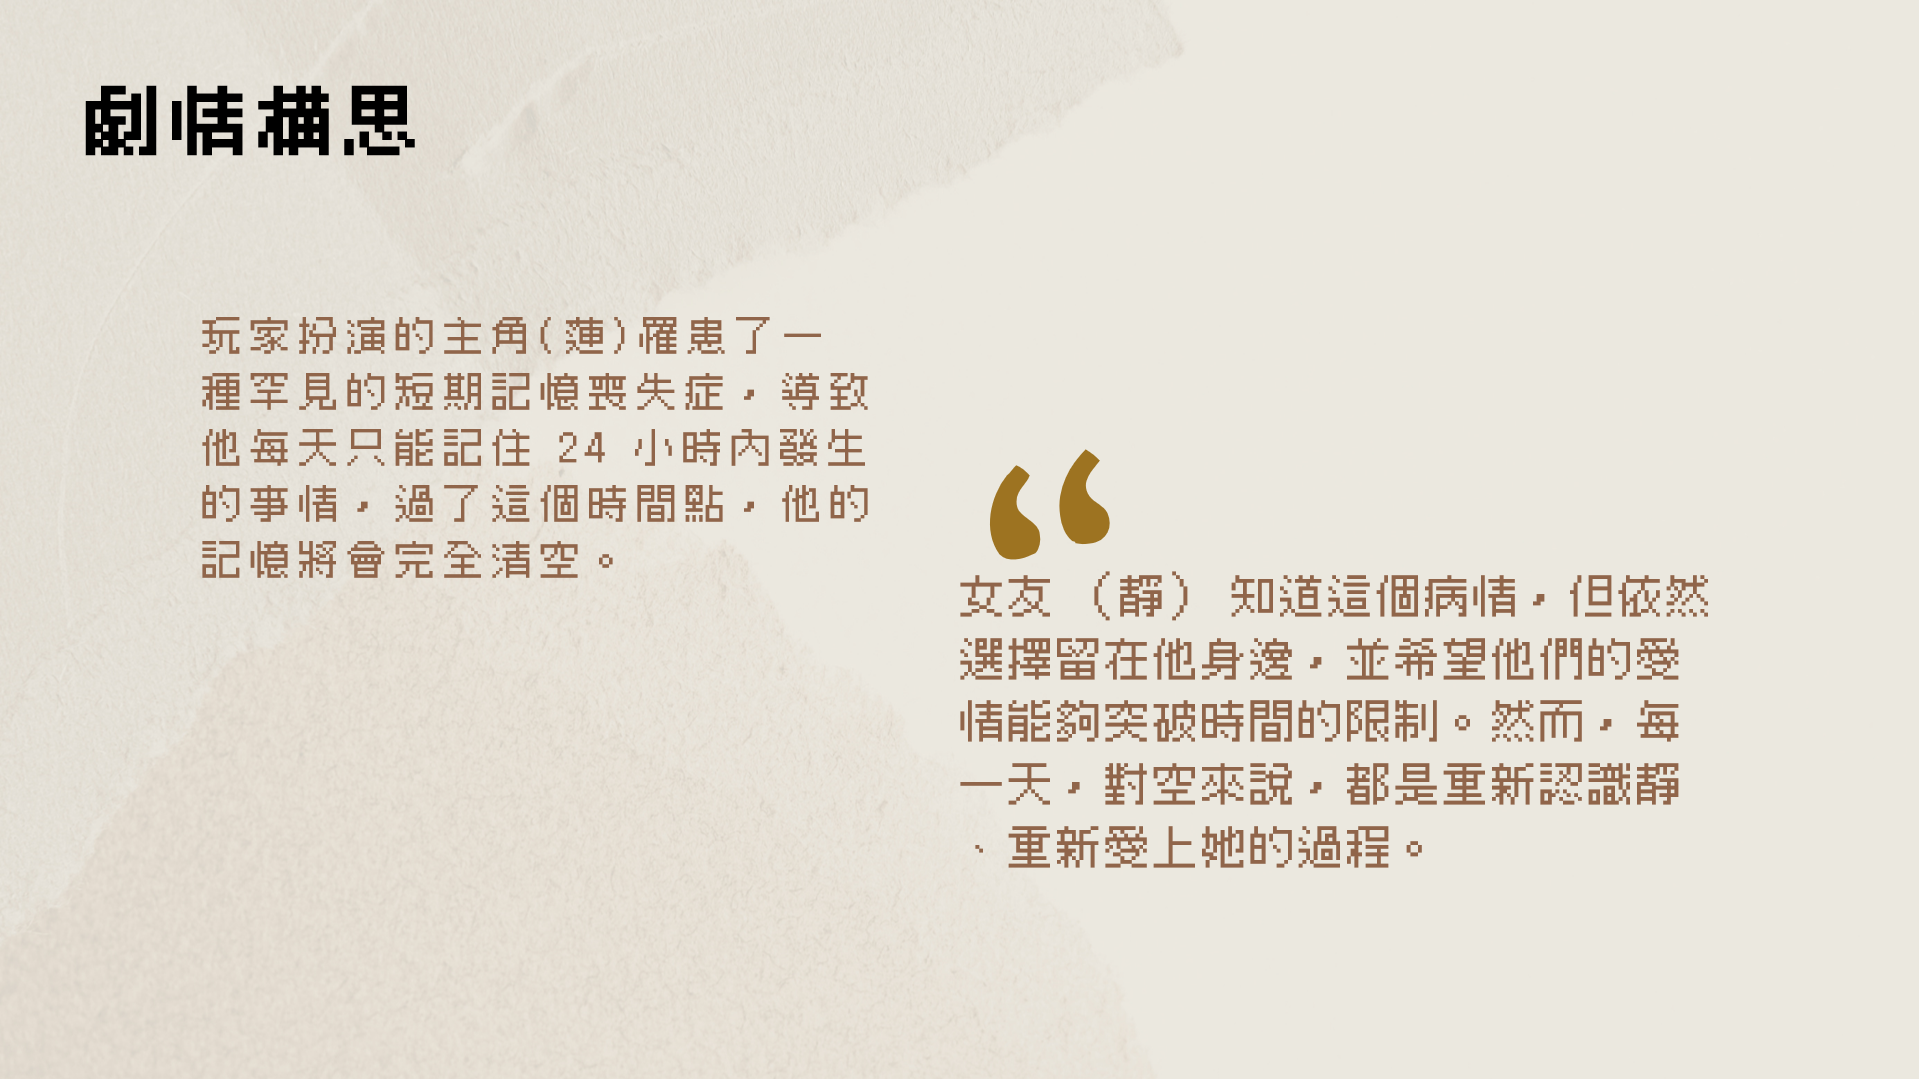 劇情構思
玩家扮演的主角(蓮)罹患了一
種罕見的短期記憶喪失症，導致
他每天只能記住 24 小時內發生
的事情，過了這個時間點，他的
記憶將會完全清空。
女友 （靜） 知道這個病情，但依然
選擇留在他身邊，並希望他們的愛
情能夠突破時間的限制。然而，每
一天，對空來說，都是重新認識靜
、重新愛上她的過程。